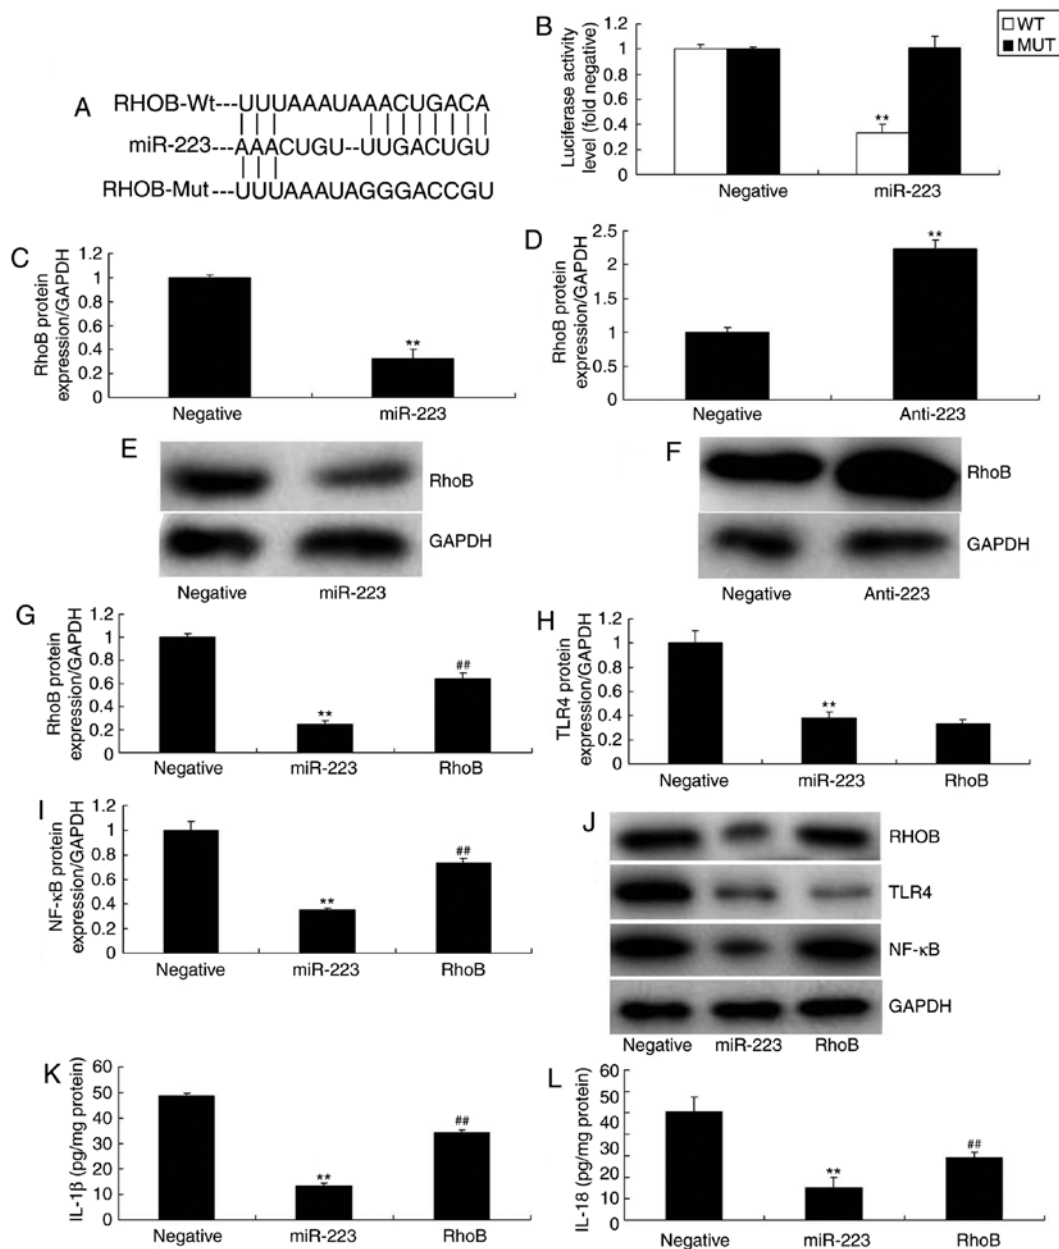 A
RHOB-Wt---UUUAAAUAAACUGACA
miR-223---AAACUGU--UUGACUGU
RHOB-Mut---UUUAAAUAGGGACCGU
B
Luciferase activity
level (fold negative)
1.2
1
0.8
0.6
0.4
0.2
0
**
Negative
miR-223
WT
MUT
C
RhoB protein
expression/GAPDH
1.2
1
0.8
0.6
0.4
0.2
0
**
Negative
miR-223
D
RhoB protein
expression/GAPDH
2.5
2
1.5
1
0.5
0
**
Negative
Anti-223
E
RhoB
GAPDH
Negative
miR-223
F
RhoB
GAPDH
Negative
Anti-223
G
RhoB protein
expression/GAPDH
1.2
1
0.8
0.6
0.4
0.2
0
**
##
Negative
miR-223
RhoB
H
TLR4 protein
expression/GAPDH
1.2
1
0.8
0.6
0.4
0.2
0
**
Negative
miR-223
RhoB
I
NF-κB protein
expression/GAPDH
1.2
1
0.8
0.6
0.4
0.2
0
**
##
Negative
miR-223
RhoB
J
RHOB
TLR4
NF-κB
GAPDH
Negative
miR-223
RhoB
K
IL-1β (pg/mg protein)
60
50
40
30
20
10
0
**
##
Negative
miR-223
RhoB
L
IL-18 (pg/mg protein)
60
50
40
30
20
10
0
**
##
Negative
miR-223
RhoB